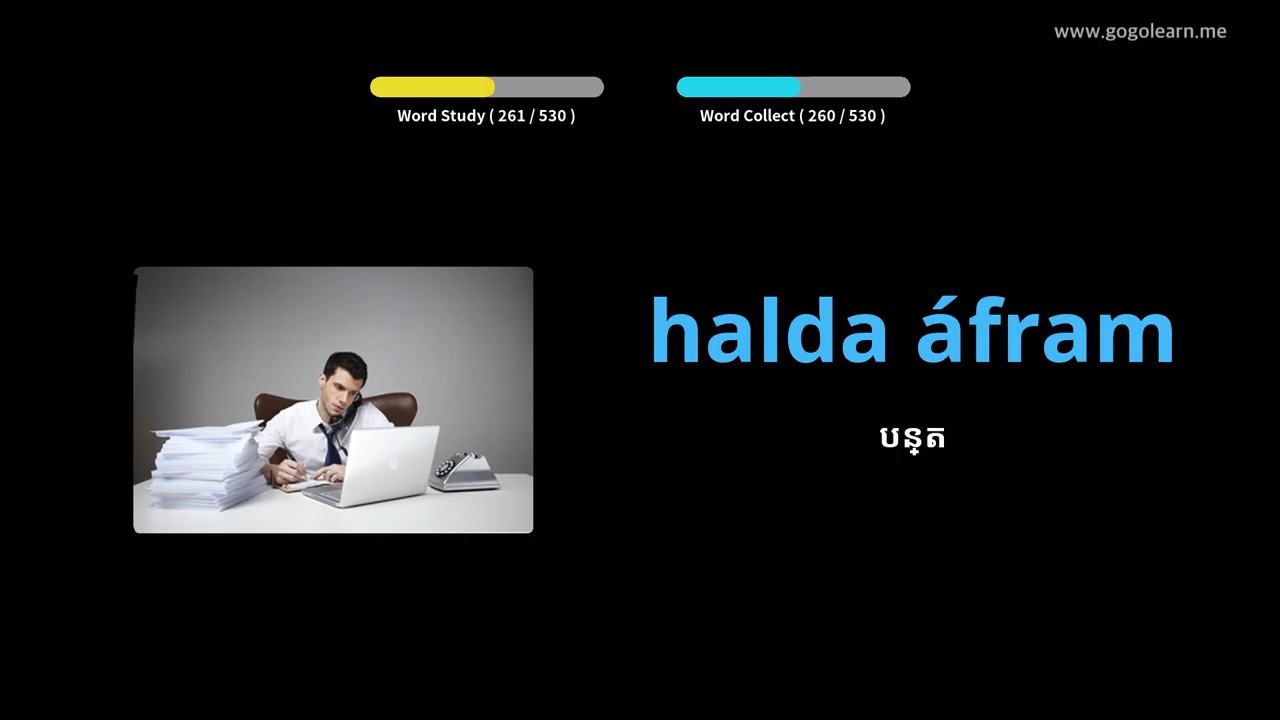 www.gogolearn.me
Word Study ( 261 / 530 )
Word Collect ( 260 / 530 )
halda áfram
បន្ត